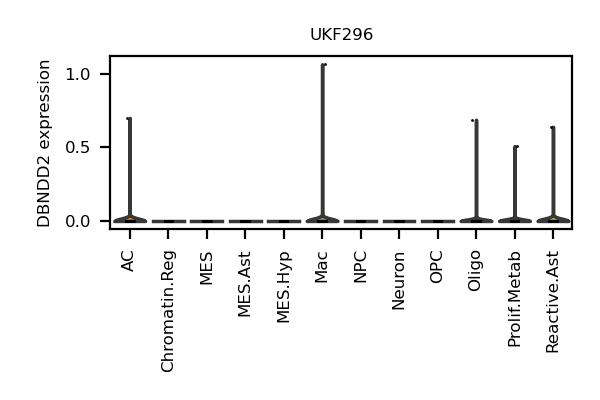 UKF296
DBNDD2 expression
1.0
0.5
0.0
AC
Chromatin.Reg
MES
MES.Ast
MES.Hyp
Mac
NPC
Neuron
OPC
Oligo
Prolif.Metab
Reactive.Ast